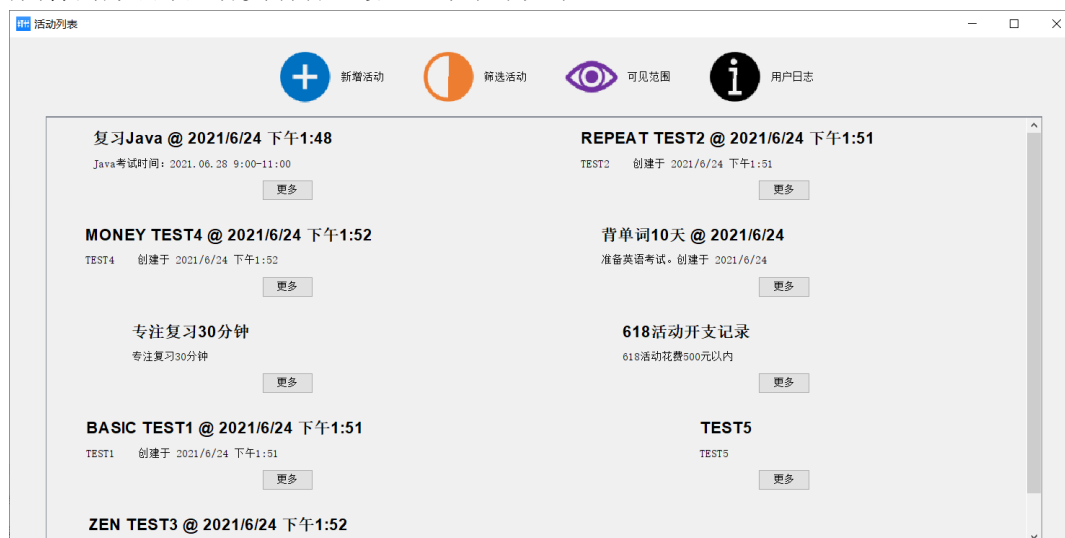 活动列表
新增活动 筛选活动 可见范围 用户日志
复习Java @ 2021/6/24 下午1:48
Java考试时间：2021.06.28 9:00-11:00
更多
REPEAT TEST2 @ 2021/6/24 下午1:51
TEST2 创建于 2021/6/24 下午1:51
更多
MONEY TEST4 @ 2021/6/24 下午1:52
TEST4 创建于 2021/6/24 下午1:52
更多
背单词10天 @ 2021/6/24
准备英语考试。创建于 2021/6/24
更多
专注复习30分钟
专注复习30分钟
更多
618活动开支记录
618活动花费500元以内
更多
BASIC TEST1 @ 2021/6/24 下午1:51
TEST1 创建于 2021/6/24 下午1:51
更多
TEST5
TEST5
更多
ZEN TEST3 @ 2021/6/24 下午1:52